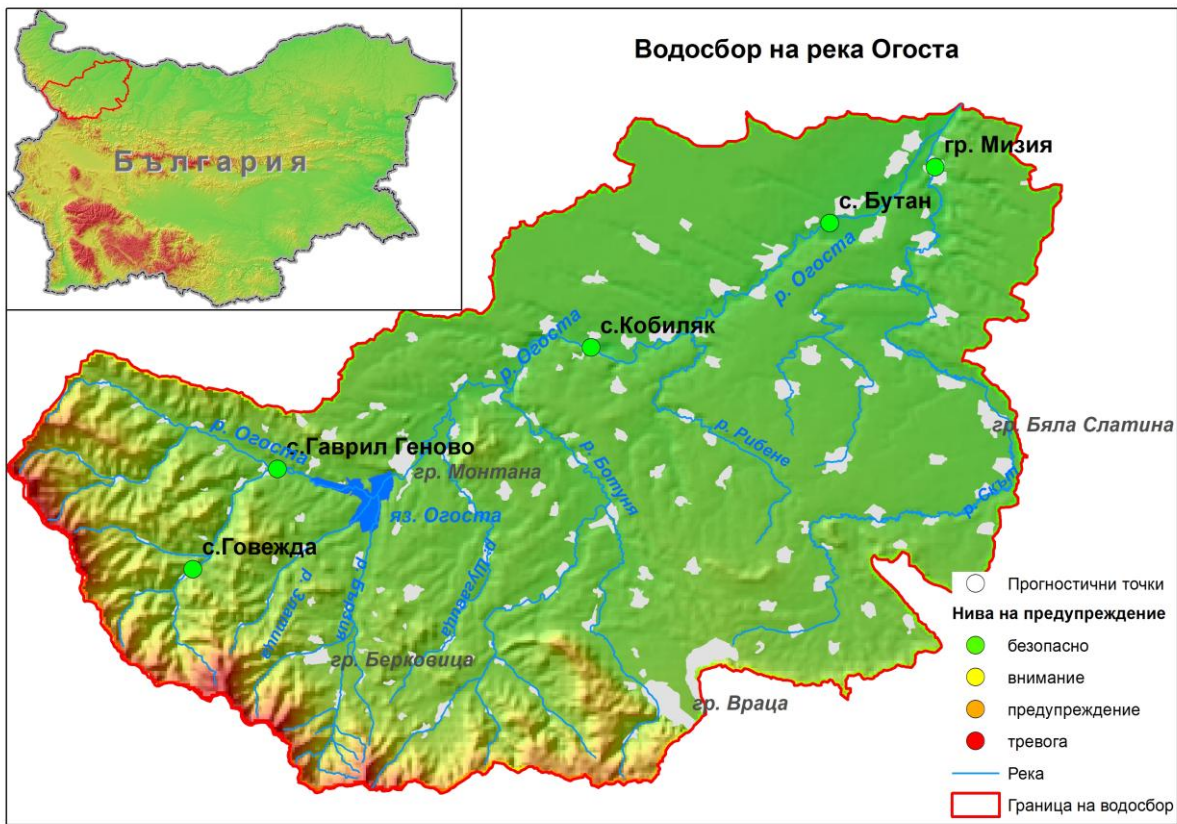 Водосбор на река Огоста
България
гр. Мизия
с. Бутан
р. Огоста
с.Кобиляк
р. Огоста
р. Огоста
с.Гаврил Геново
гр. Монтана
яз. Огоста
р. Ботуня
р. Рибене
гр. Бяла Слатина
р. Скът
с.Говежда
р. Златица
р. Бързия
р. Шугавица
гр. Берковица
гр. Враца
Прогностични точки
Нива на предупреждение
безопасно
внимание
предупреждение
тревога
Река
Граница на водосбор